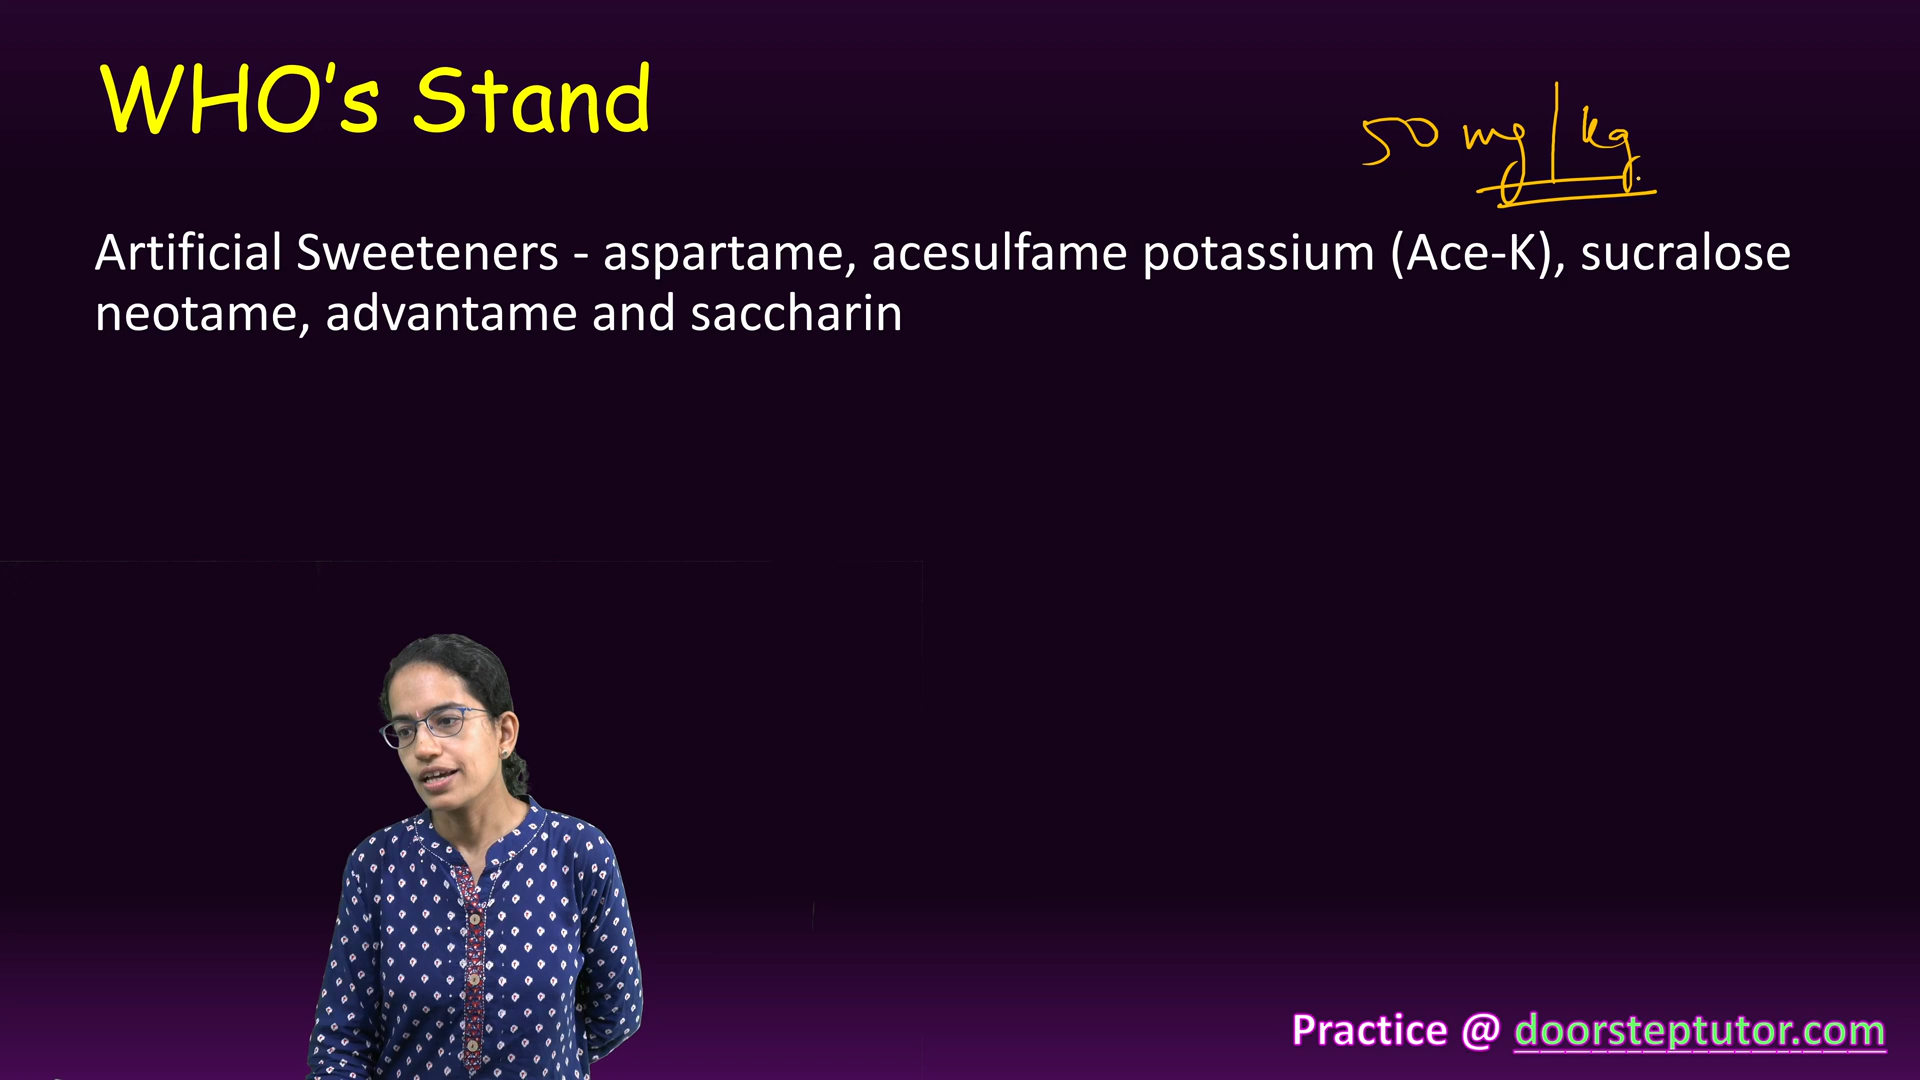 WHO's Stand
50 mg/kg
Artificial Sweeteners - aspartame, acesulfame potassium (Ace-K), sucralose
neotame, advantame and saccharin
Practice @ doorsteptutor.com